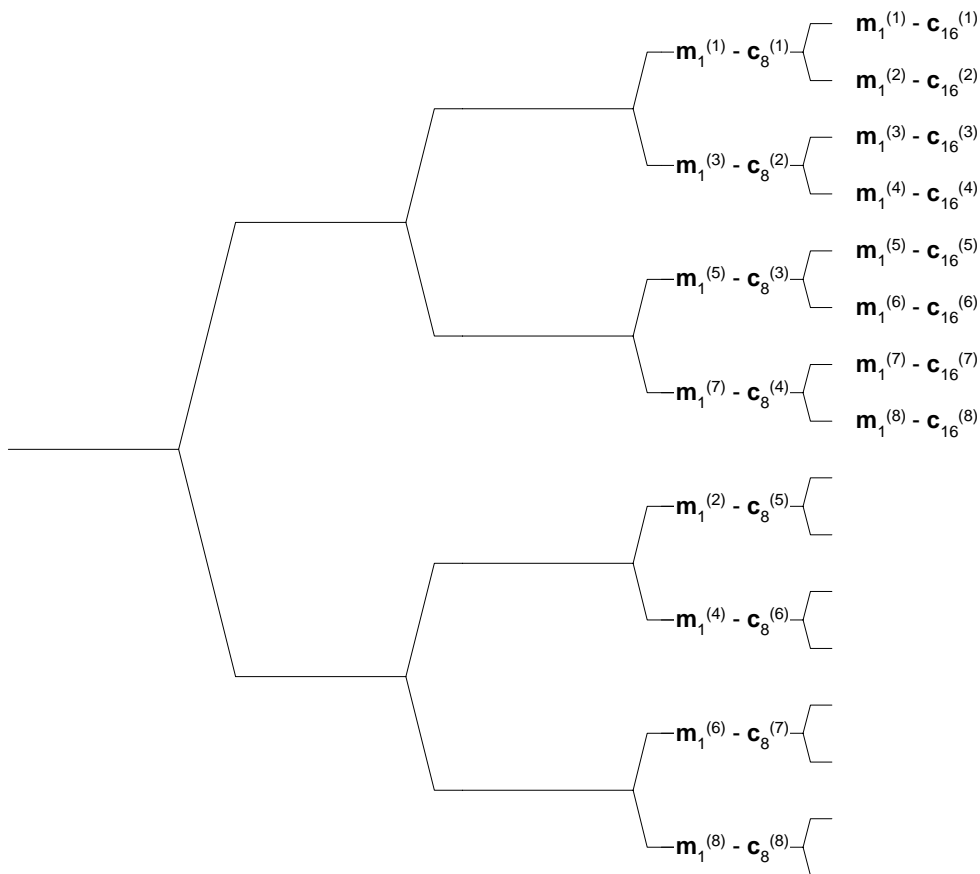 m₁⁽¹⁾ - c₁₆⁽¹⁾
m₁⁽¹⁾ - c₈⁽¹⁾
m₁⁽²⁾ - c₁₆⁽²⁾
m₁⁽³⁾ - c₁₆⁽³⁾
m₁⁽³⁾ - c₈⁽²⁾
m₁⁽⁴⁾ - c₁₆⁽⁴⁾
m₁⁽⁵⁾ - c₁₆⁽⁵⁾
m₁⁽⁵⁾ - c₈⁽³⁾
m₁⁽⁶⁾ - c₁₆⁽⁶⁾
m₁⁽⁷⁾ - c₁₆⁽⁷⁾
m₁⁽⁷⁾ - c₈⁽⁴⁾
m₁⁽⁸⁾ - c₁₆⁽⁸⁾
m₁⁽²⁾ - c₈⁽⁵⁾
m₁⁽⁴⁾ - c₈⁽⁶⁾
m₁⁽⁶⁾ - c₈⁽⁷⁾
m₁⁽⁸⁾ - c₈⁽⁸⁾